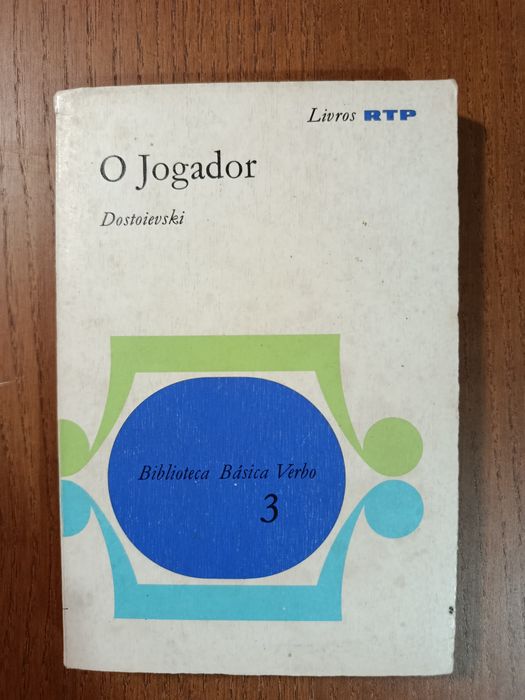 Livros RTP
O Jogador
Dostoievski
Biblioteca Básica Verbo
3